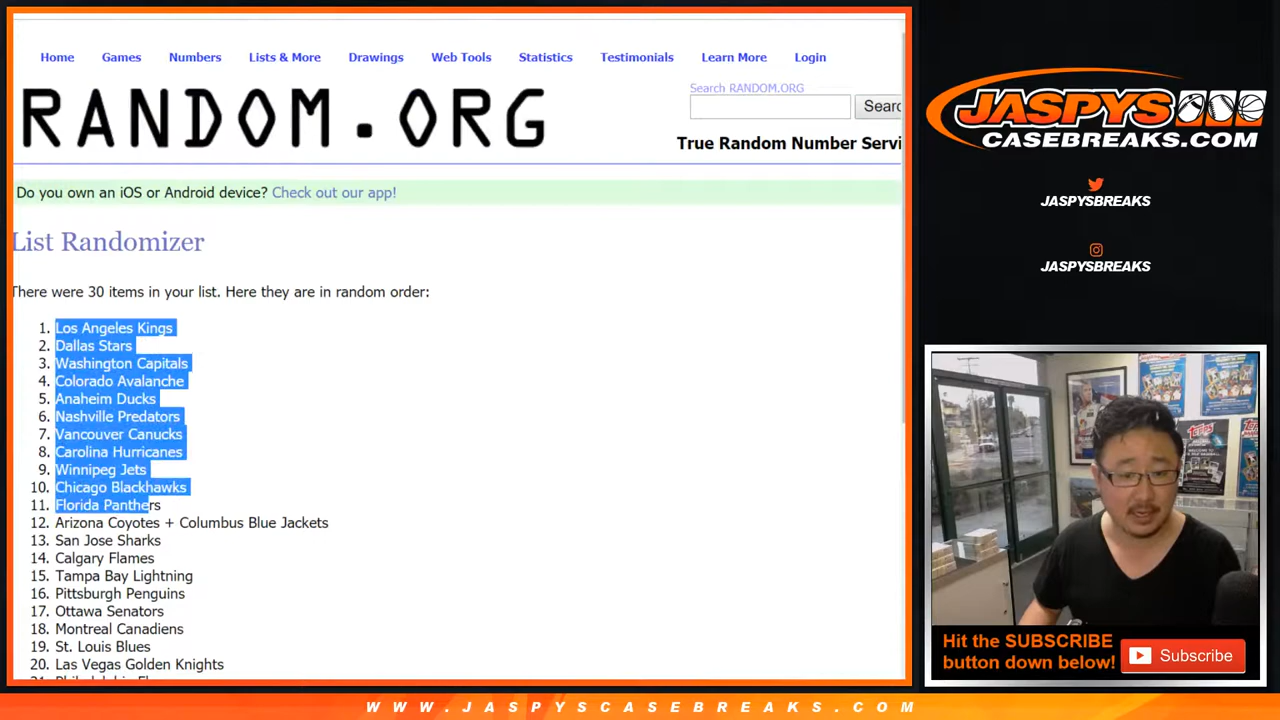 Home Games Numbers Lists & More Drawings Web Tools Statistics Testimonials Learn More Login
RANDOM.ORG
Search RANDOM.ORG
Searc
True Random Number Servi
Do you own an iOS or Android device? Check out our app!
List Randomizer
There were 30 items in your list. Here they are in random order:
1. Los Angeles Kings
2. Dallas Stars
3. Washington Capitals
4. Colorado Avalanche
5. Anaheim Ducks
6. Nashville Predators
7. Vancouver Canucks
8. Carolina Hurricanes
9. Winnipeg Jets
10. Chicago Blackhawks
11. Florida Panthers
12. Arizona Coyotes + Columbus Blue Jackets
13. San Jose Sharks
14. Calgary Flames
15. Tampa Bay Lightning
16. Pittsburgh Penguins
17. Ottawa Senators
18. Montreal Canadiens
19. St. Louis Blues
20. Las Vegas Golden Knights
JASPYS
CASEBREAKS.COM
JASPYSBREAKS
JASPYSBREAKS
TOPPS
Hit the SUBSCRIBE
button down below!
Subscribe
WWW.JASPYSCASEBREAKS.COM